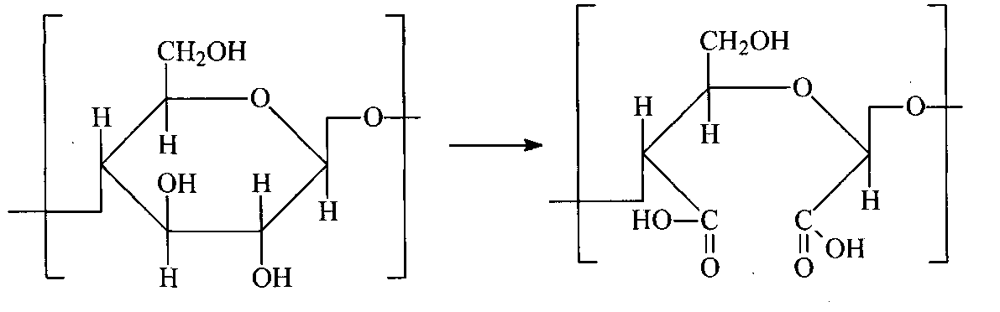 CH₂OH CH₂OH
H O O H O O
H H
OH H H H
HO C C OH
H OH O O